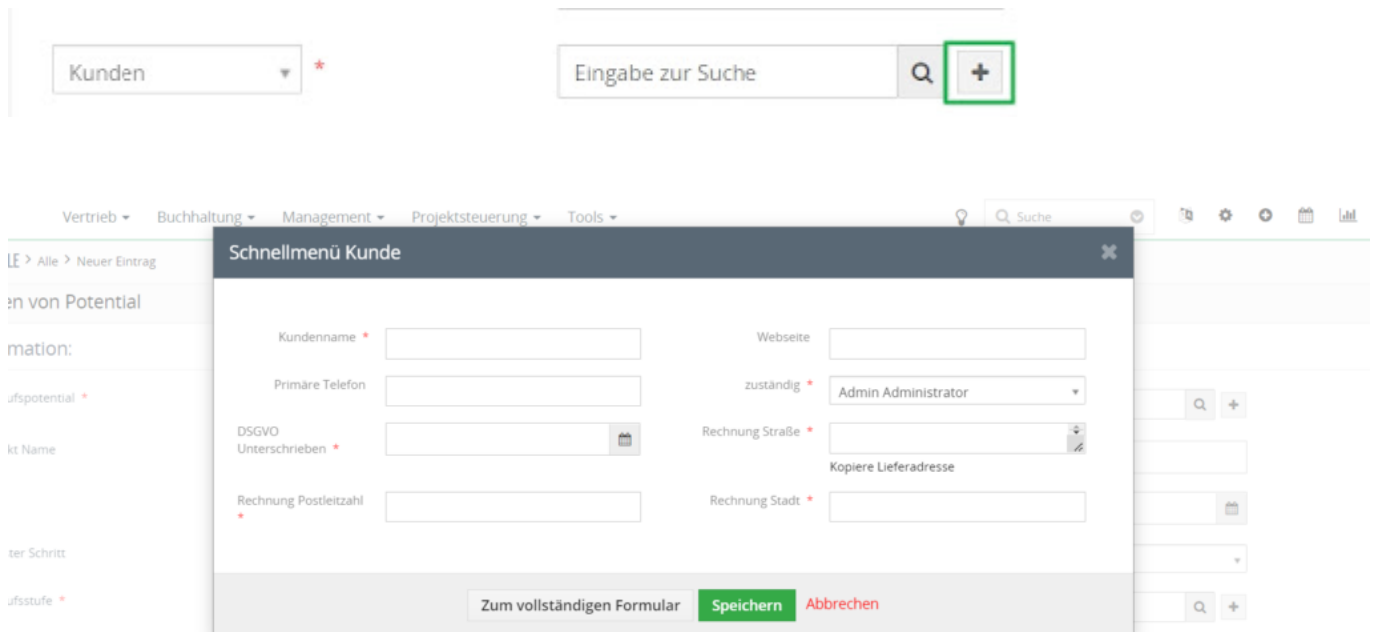 Kunden *
Eingabe zur Suche
Vertrieb Buchhaltung Management Projektsteuerung Tools Suche
LE > Alle > Neuer Eintrag
Schnellmenü Kunde
en von Potential
mation:
Kundenname *
Webseite
Primäre Telefon
zuständig * Admin Administrator
ufspotential *
DSGVO
Unterschrieben *
Rechnung Straße *
kt Name
Kopiere Lieferadresse
Rechnung Postleitzahl
*
Rechnung Stadt *
ter Schritt
ufsstufe *
Zum vollständigen Formular Speichern Abbrechen